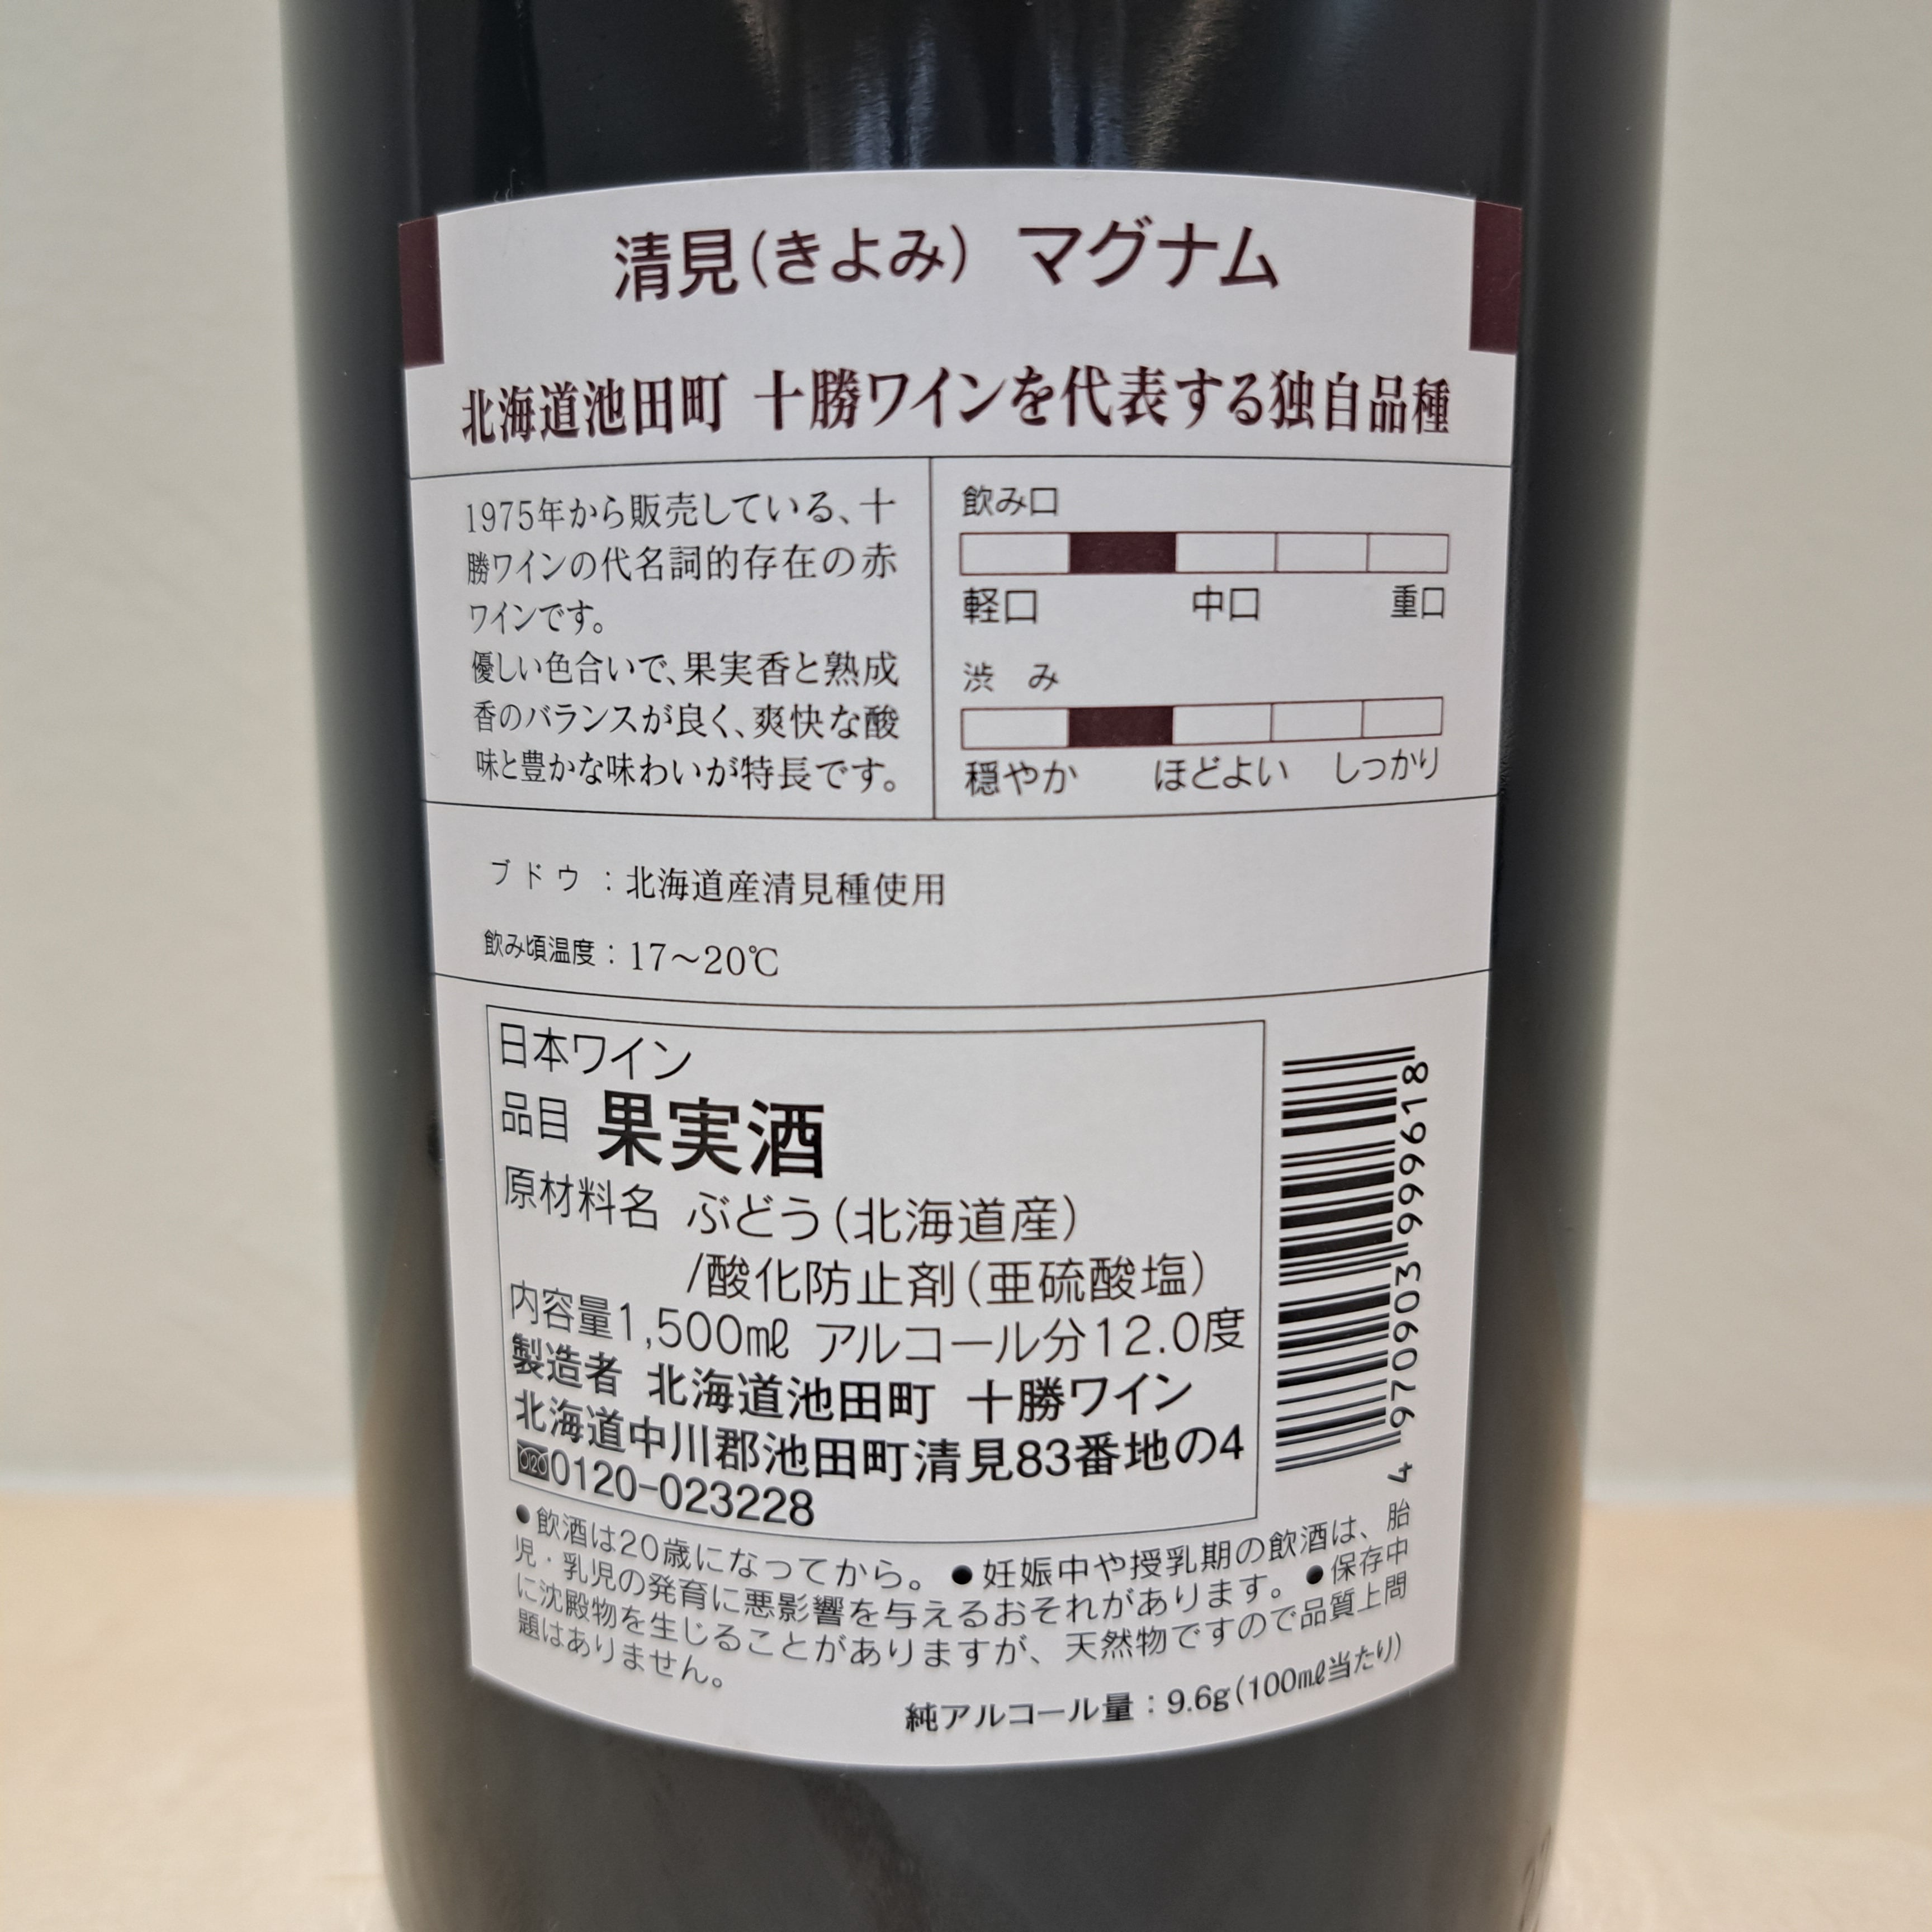 清見(きよみ) マグナム
北海道池田町 十勝ワインを代表する独自品種
1975年から販売している、十
勝ワインの代名詞的存在の赤
ワインです。
優しい色合いで、果実香と熟成
香のバランスが良く、爽快な酸
味と豊かな味わいが特長です。
飲み口
軽口 中口 重口
渋 み
穏やか ほどよい しっかり
ブドウ：北海道産清見種使用
飲み頃温度：17〜20℃
日本ワイン
品目 果実酒
原材料名 ぶどう(北海道産)
/酸化防止剤(亜硫酸塩)
内容量1,500㎖ アルコール分12.0度
製造者 北海道池田町 十勝ワイン
北海道中川郡池田町清見83番地の4
0120-023228
4 970903 999618
●飲酒は20歳になってから。 ●妊娠中や授乳期の飲酒は、胎
児・乳児の発育に悪影響を与えるおそれがあります。●保存中
に沈殿物を生じることがありますが、天然物ですので品質上問
題はありません。
純アルコール量：9.6g(100㎖当たり)